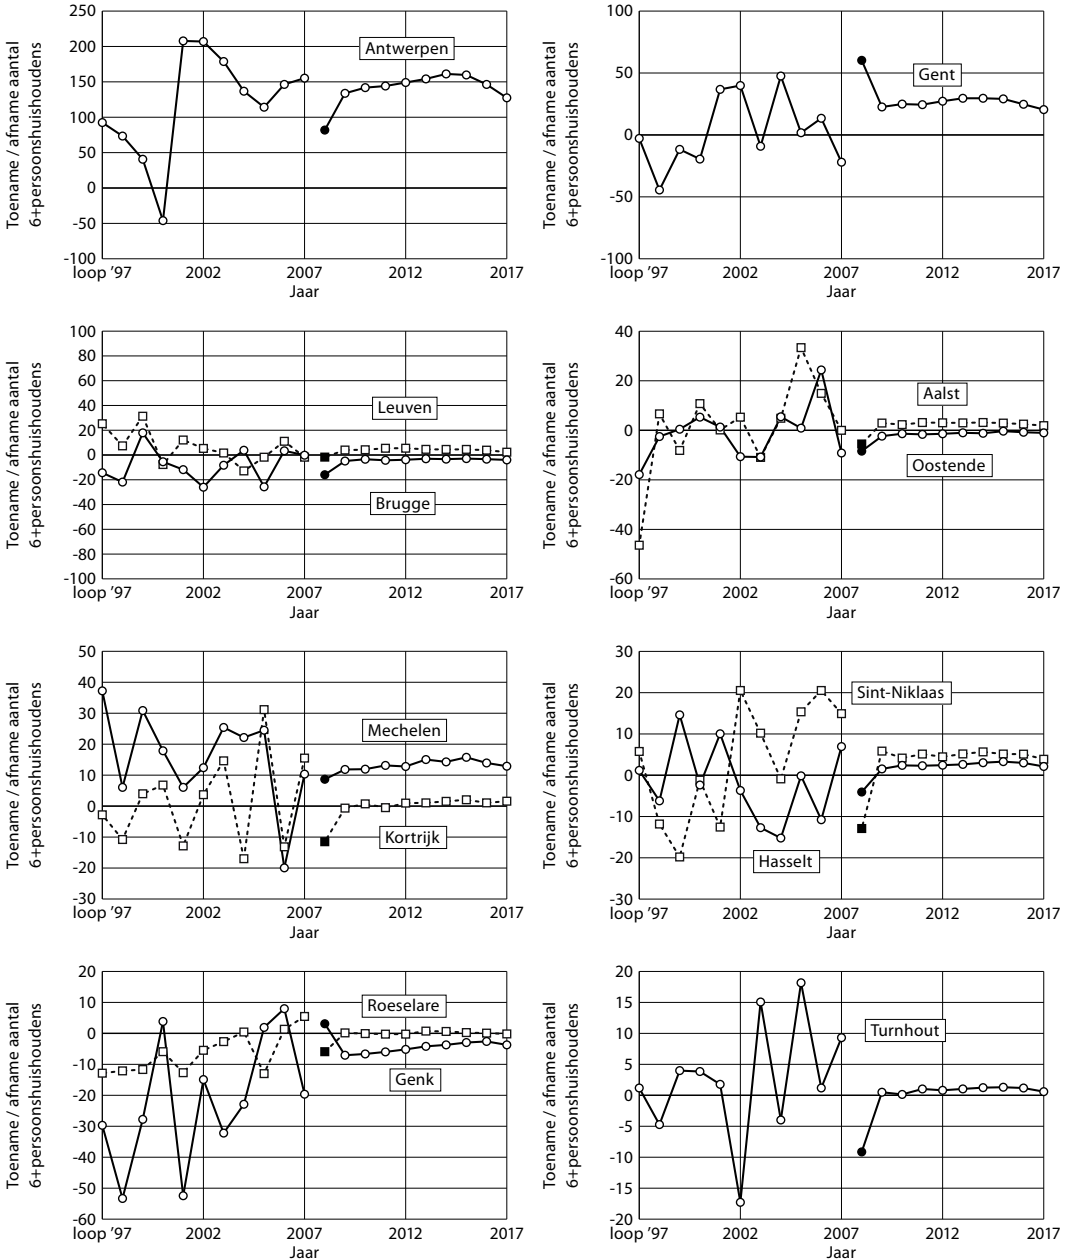 Toename / afname aantal
6+persoonshuishoudens
250
200
150
100
50
0
-50
-100
Antwerpen
loop '97
2002
2007
2012
2017
Jaar
Toename / afname aantal
6+persoonshuishoudens
100
50
0
-50
-100
Gent
loop '97
2002
2007
2012
2017
Toename / afname aantal
6+persoonshuishoudens
100
80
60
40
20
0
-20
-40
-60
-80
-100
Leuven
Brugge
loop '97
2002
2007
2012
2017
Jaar
Toename / afname aantal
6+persoonshuishoudens
40
20
0
-20
-40
-60
Aalst
Oostende
loop '97
2002
2007
2012
2017
Jaar
Toename / afname aantal
6+persoonshuishoudens
50
40
30
20
10
0
-10
-20
-30
Mechelen
Kortrijk
loop '97
2002
2007
2012
2017
Jaar
Toename / afname aantal
6+persoonshuishoudens
30
20
10
0
-10
-20
-30
Sint-Niklaas
Hasselt
loop '97
2002
2007
2012
2017
Jaar
Toename / afname aantal
6+persoonshuishoudens
20
10
0
-10
-20
-30
-40
-50
-60
Roeselare
Genk
loop '97
2002
2007
2012
2017
Jaar
Toename / afname aantal
6+persoonshuishoudens
20
15
10
5
0
-5
-10
-15
-20
Turnhout
loop '97
2002
2007
2012
2017
Jaar